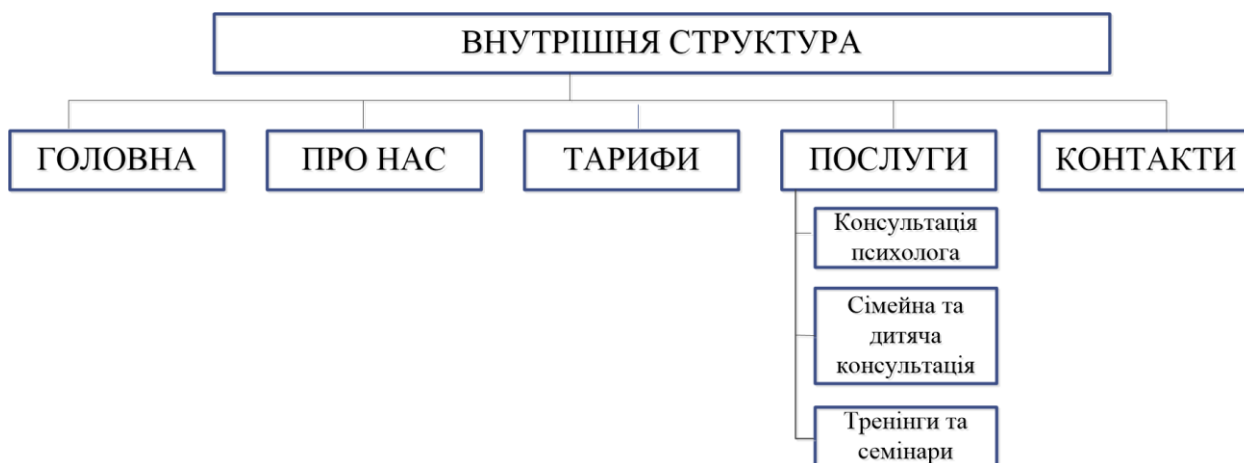 ВНУТРІШНЯ СТРУКТУРА
ГОЛОВНА
ПРО НАС
ТАРИФИ
ПОСЛУГИ
КОНТАКТИ
Консультація
психолога
Сімейна та
дитяча
консультація
Тренінги та
семінари